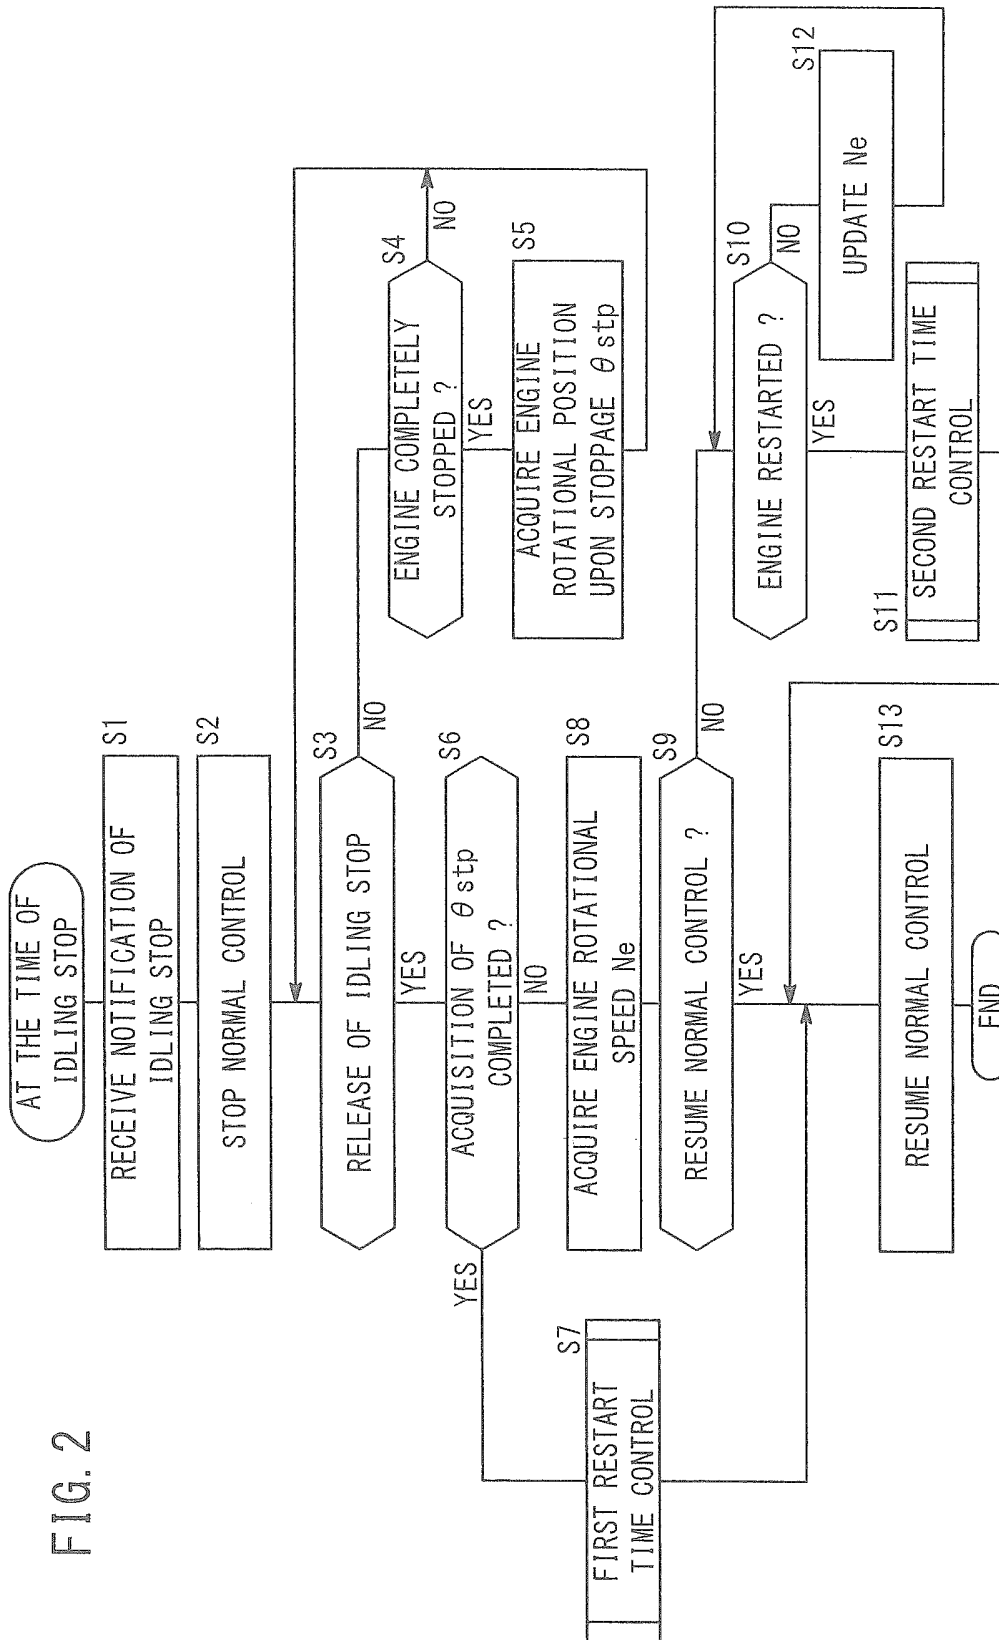 FIG. 2
AT THE TIME OF
IDLING STOP
RECEIVE NOTIFICATION OF
IDLING STOP
S1
STOP NORMAL CONTROL
S2
RELEASE OF IDLING STOP
S3
NO
YES
ENGINE COMPLETELY
STOPPED ?
S4
NO
YES
ACQUIRE ENGINE
ROTATIONAL POSITION
UPON STOPPAGE θ stp
S5
ACQUISITION OF θ stp
COMPLETED ?
S6
YES
NO
FIRST RESTART
TIME CONTROL
S7
ACQUIRE ENGINE ROTATIONAL
SPEED Ne
S8
RESUME NORMAL CONTROL ?
S9
NO
YES
ENGINE RESTARTED ?
S10
NO
YES
UPDATE Ne
S12
S11
SECOND RESTART TIME
CONTROL
RESUME NORMAL CONTROL
S13
END